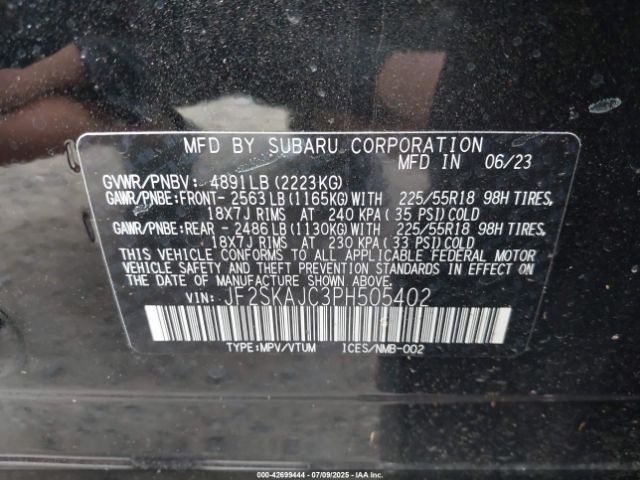 MFD BY SUBARU CORPORATION
MFD IN 06/23
GVWR/PNBV: 4891LB (2223KG)
GAWR/PNBE:FRONT- 2563LB (1165KG)WITH 225/55R18 98H TIRES,
18X7J RIMS AT 240 KPA (35 PSI)COLD
GAWR/PNBE:REAR - 2486LB (1130KG)WITH 225/55R18 98H TIRES,
18X7J RIMS AT 230 KPA (33 PSI)COLD
THIS VEHICLE CONFORMS TO ALL APPLICABLE FEDERAL MOTOR
VEHICLE SAFETY AND THEFT PREVENTION STANDARDS IN EFFECT ON
THE DATE OF MANUFACTURE SHOWN ABOVE.
VIN: JF2SKAJC3PH505402
TYPE:MPV/VTUM ICES/NMB-002
000-42699444 - 07/09/2025 - IAAI.COM